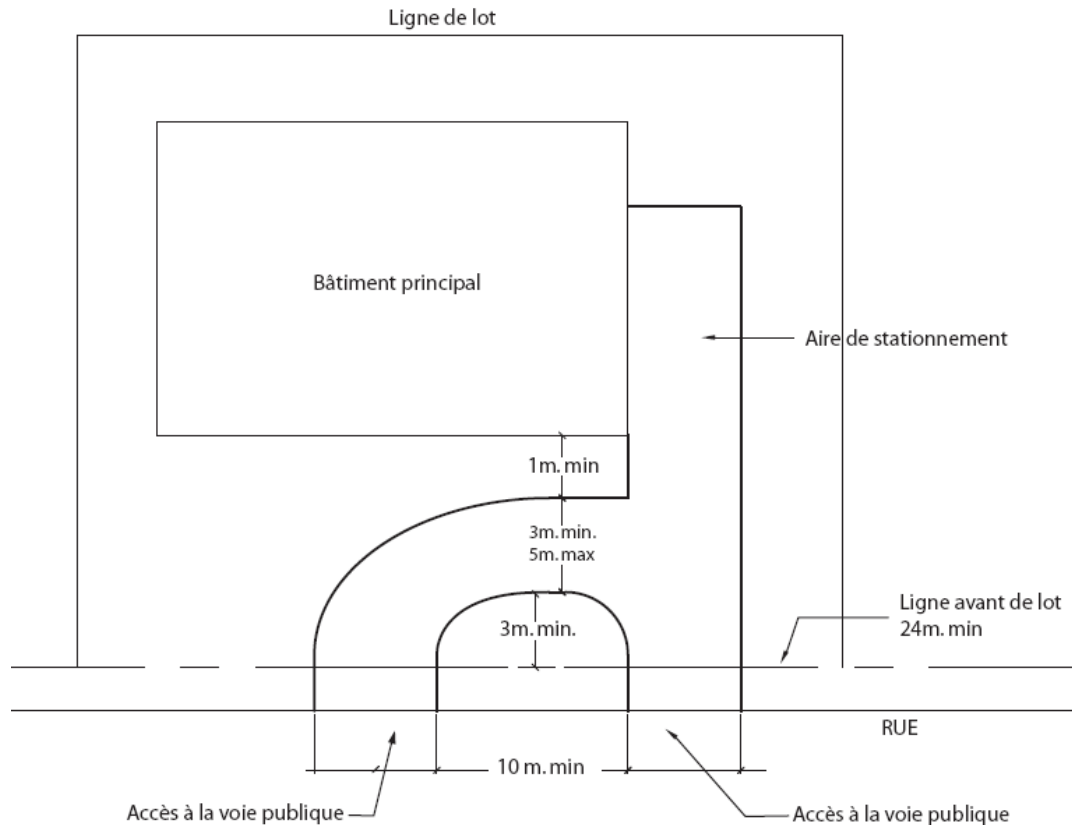 Ligne de lot
Bâtiment principal
Aire de stationnement
1m. min
3m. min.
5m. max
Ligne avant de lot
24m. min
3m. min.
RUE
10 m. min
Accès à la voie publique
Accès à la voie publique